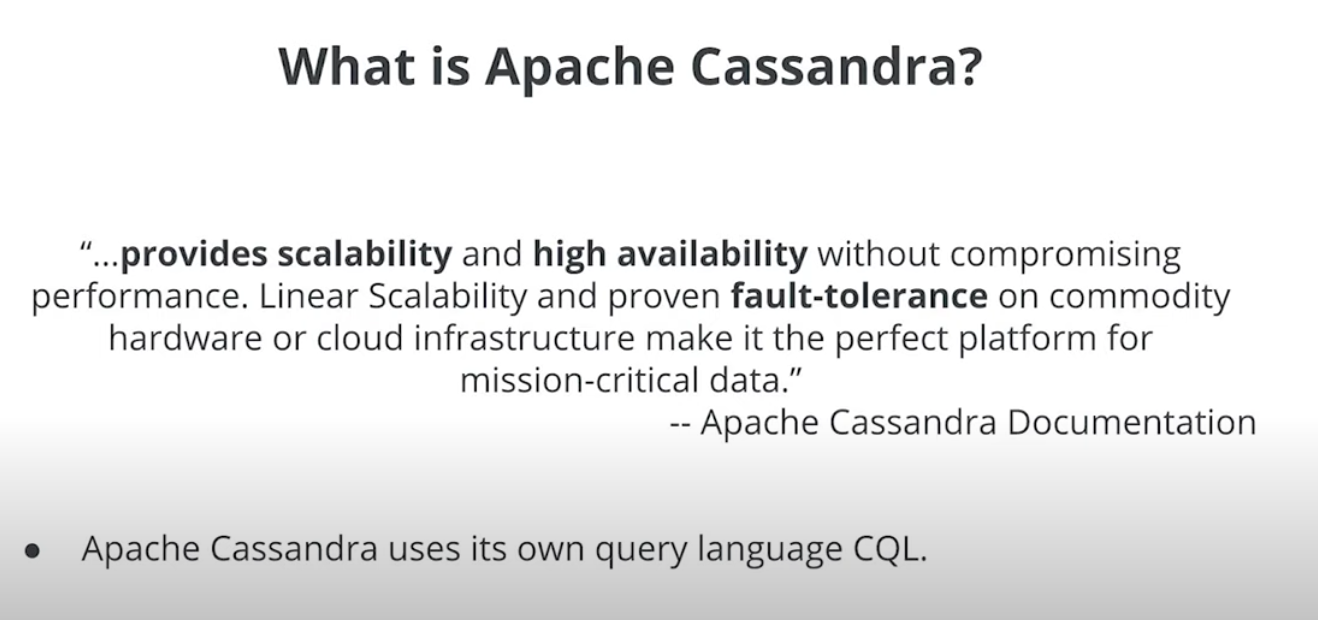 What is Apache Cassandra?
“...provides scalability and high availability without compromising
performance. Linear Scalability and proven fault-tolerance on commodity
hardware or cloud infrastructure make it the perfect platform for
mission-critical data.”
-- Apache Cassandra Documentation
● Apache Cassandra uses its own query language CQL.